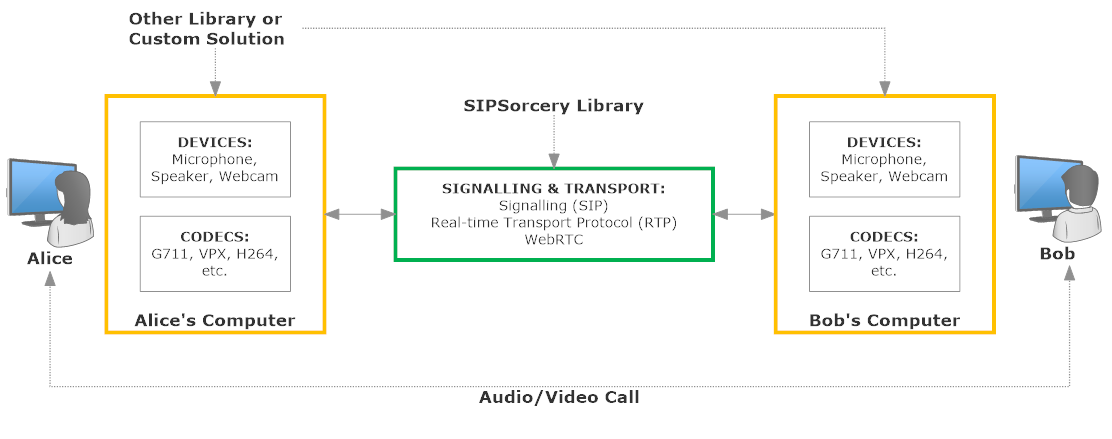 Other Library or
Custom Solution
SIPSorcery Library
DEVICES:
Microphone,
Speaker, Webcam
CODECS:
G711, VPX, H264,
etc.
Alice's Computer
Alice
SIGNALLING & TRANSPORT:
Signalling (SIP)
Real-time Transport Protocol (RTP)
WebRTC
DEVICES:
Microphone,
Speaker, Webcam
CODECS:
G711, VPX, H264,
etc.
Bob's Computer
Bob
Audio/Video Call